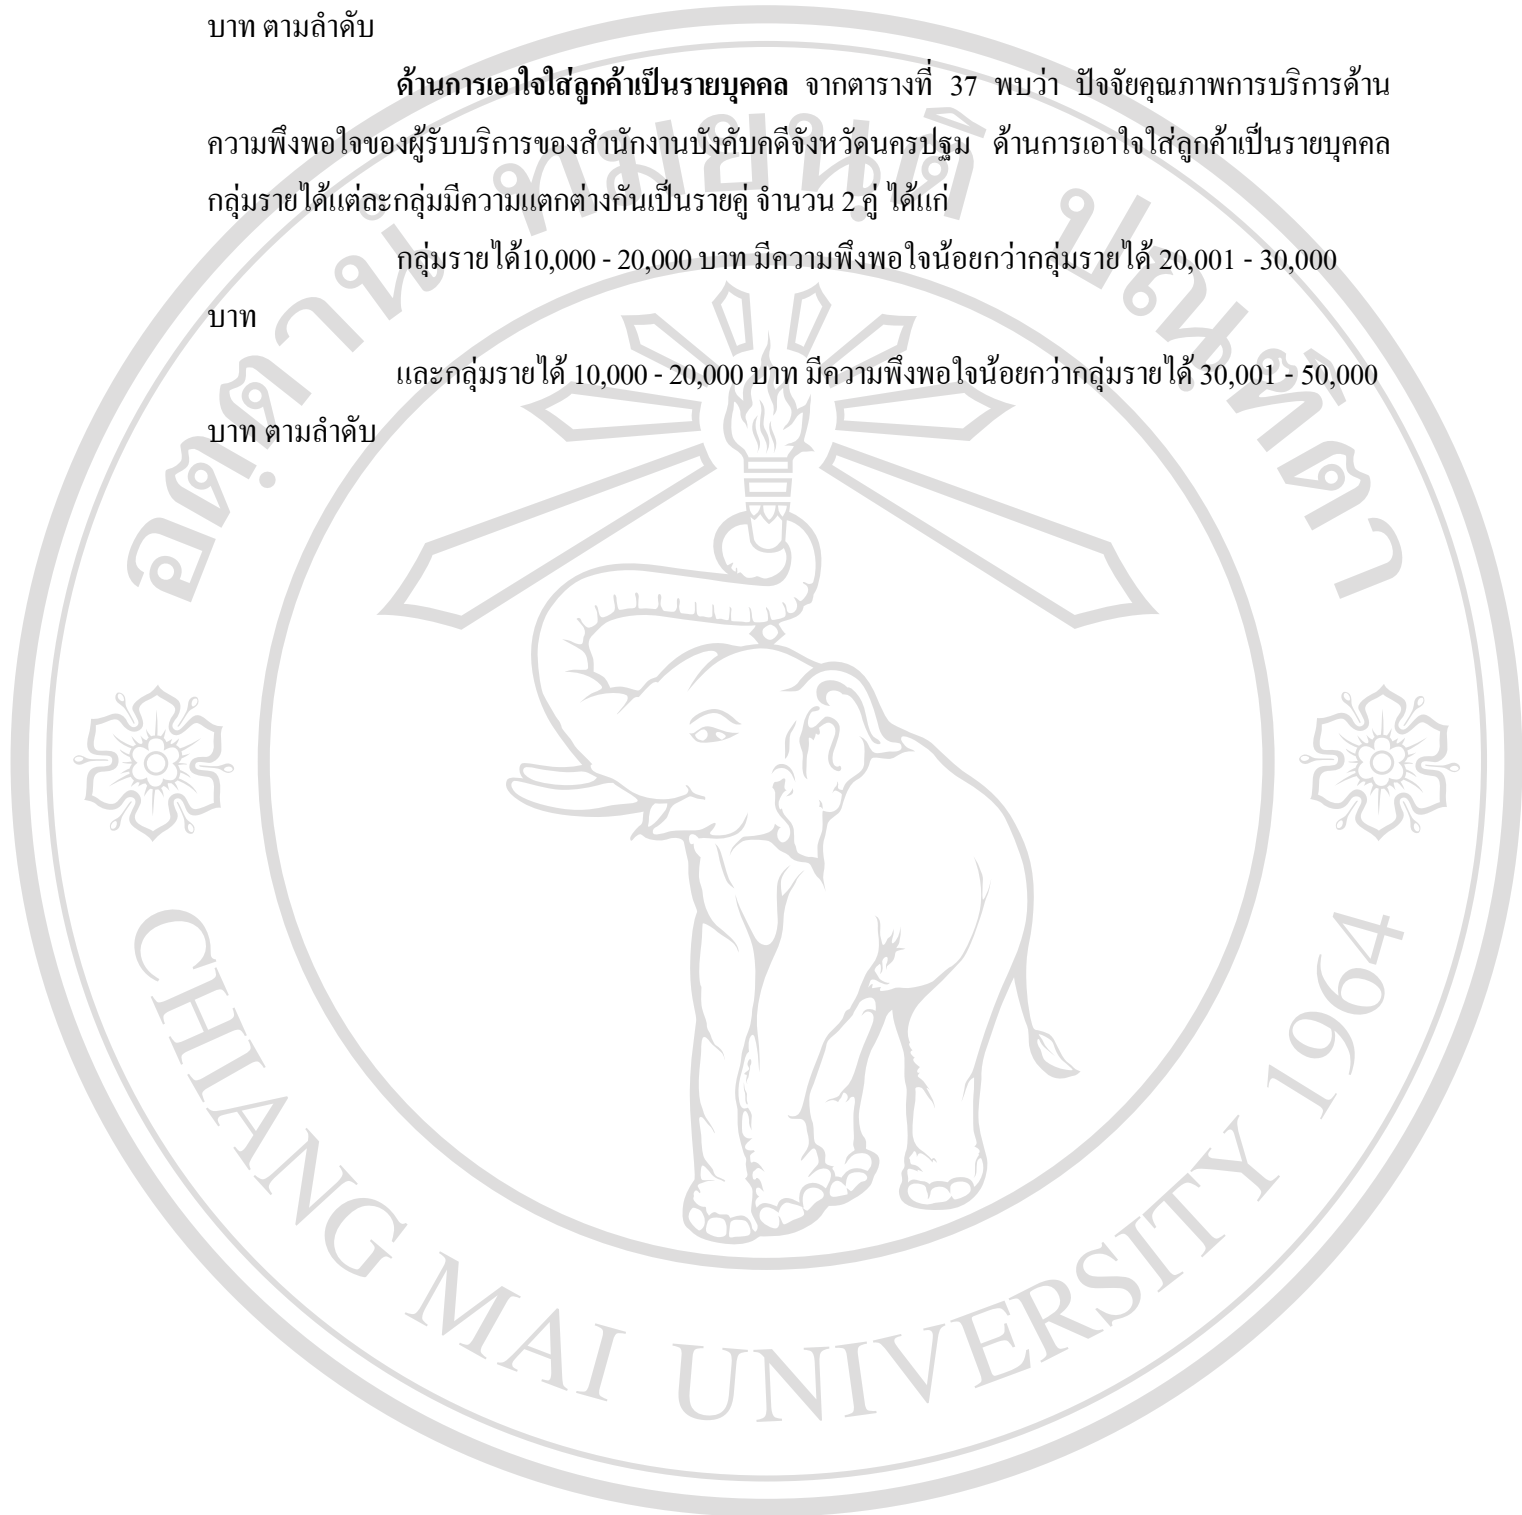 บาท ตามลำดับ
ด้านการเอาใจใส่ลูกค้าเป็นรายบุคคล จากตารางที่ 37 พบว่า ปัจจัยคุณภาพการบริการด้าน
ความพึงพอใจของผู้รับบริการของสำนักงานบังคับคดีจังหวัดนครปฐม ด้านการเอาใจใส่ลูกค้าเป็นรายบุคคล
กลุ่มรายได้แต่ละกลุ่มมีความแตกต่างกันเป็นรายคู่ จำนวน 2 คู่ ได้แก่
กลุ่มรายได้10,000 - 20,000 บาท มีความพึงพอใจน้อยกว่ากลุ่มรายได้ 20,001 - 30,000
บาท
และกลุ่มรายได้ 10,000 - 20,000 บาท มีความพึงพอใจน้อยกว่ากลุ่มรายได้ 30,001 - 50,000
บาท ตามลำดับ
อตฺตานํ ทมยนฺติ ปณฺฑิตา
CHIANG MAI UNIVERSITY 1964